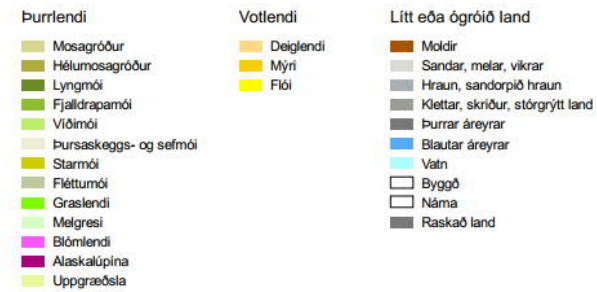 Þurrlendi
Mosagróður
Hélumosagróður
Lyngmói
Fjalldrapamói
Víðimói
Þursaskeggs- og sefmói
Starmói
Fléttumói
Graslendi
Melgresi
Blómlendi
Alaskalúpína
Uppgræðsla
Votlendi
Deiglendi
Mýri
Flói
Lítt eða ógróið land
Moldir
Sandar, melar, vikrar
Hraun, sandorpið hraun
Klettar, skriður, stórgrýtt land
Þurrar áreyrar
Blautar áreyrar
Vatn
Byggð
Náma
Raskað land